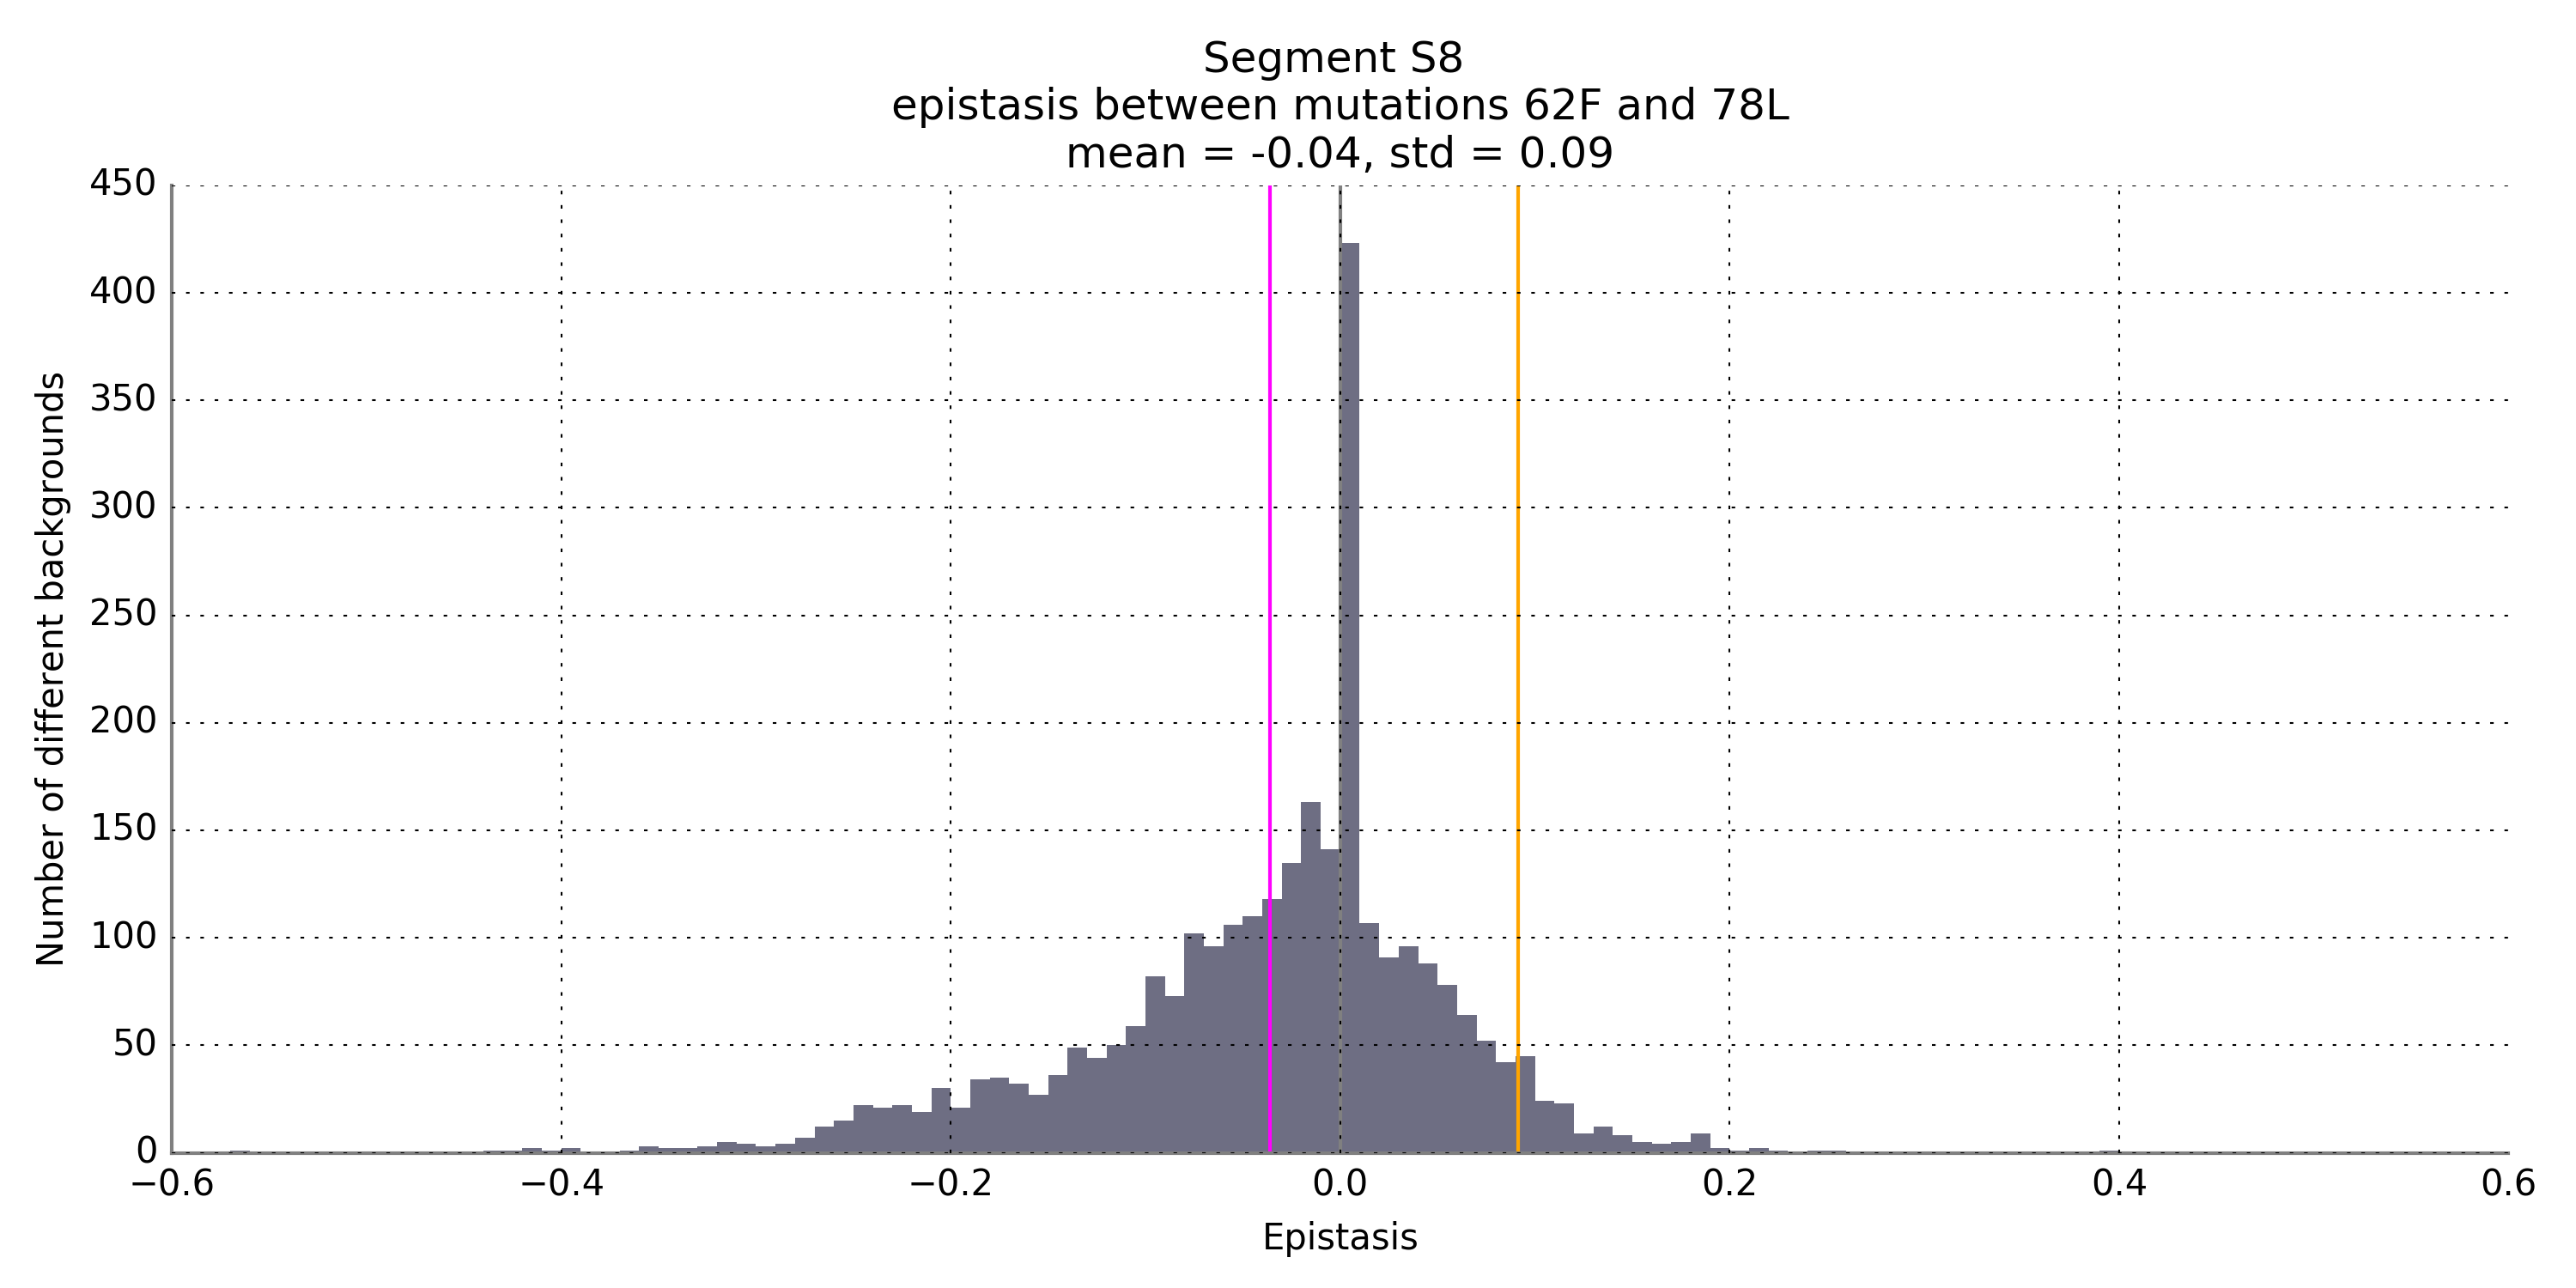 Segment S8
epistasis between mutations 62F and 78L
mean = -0.04, std = 0.09
450
400
350
300
250
200
150
100
50
0
Number of different backgrounds
−0.6 −0.4 −0.2 0.0 0.2 0.4 0.6
Epistasis